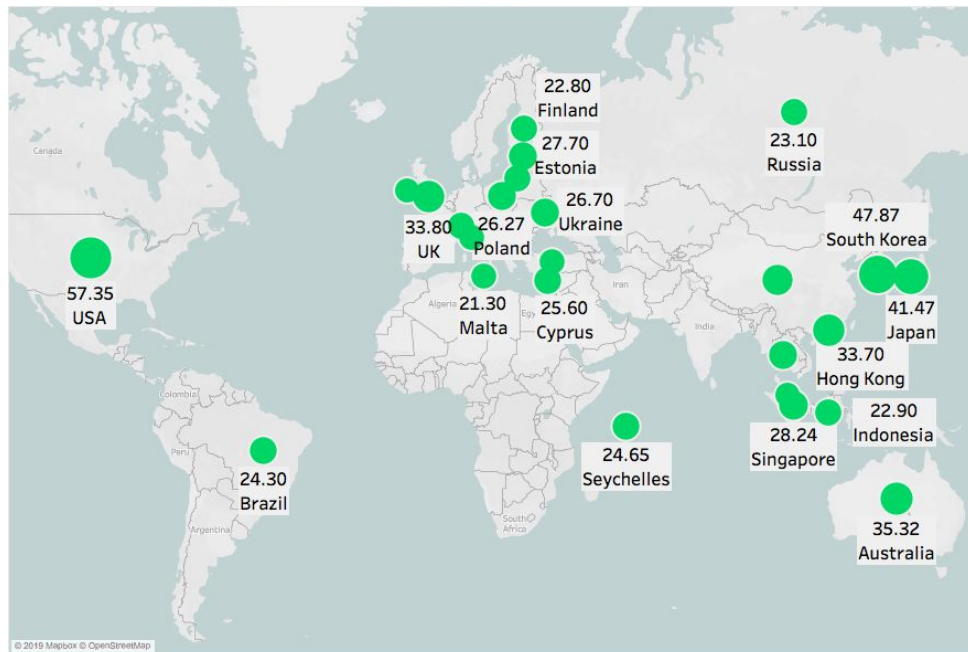 22.80
Finland
27.70
Estonia
23.10
Russia
Canada
33.80
UK
26.27
Poland
26.70
Ukraine
47.87
South Korea
57.35
USA
21.30
Malta
Algeria
Egy
25.60
Cyprus
Iran
India
41.47
Japan
33.70
Hong Kong
Colombia
Peru
24.30
Brazil
24.65
Seychelles
28.24
Singapore
22.90
Indonesia
Argentina
South
Africa
35.32
Australia
© 2019 Mapbox © OpenStreetMap